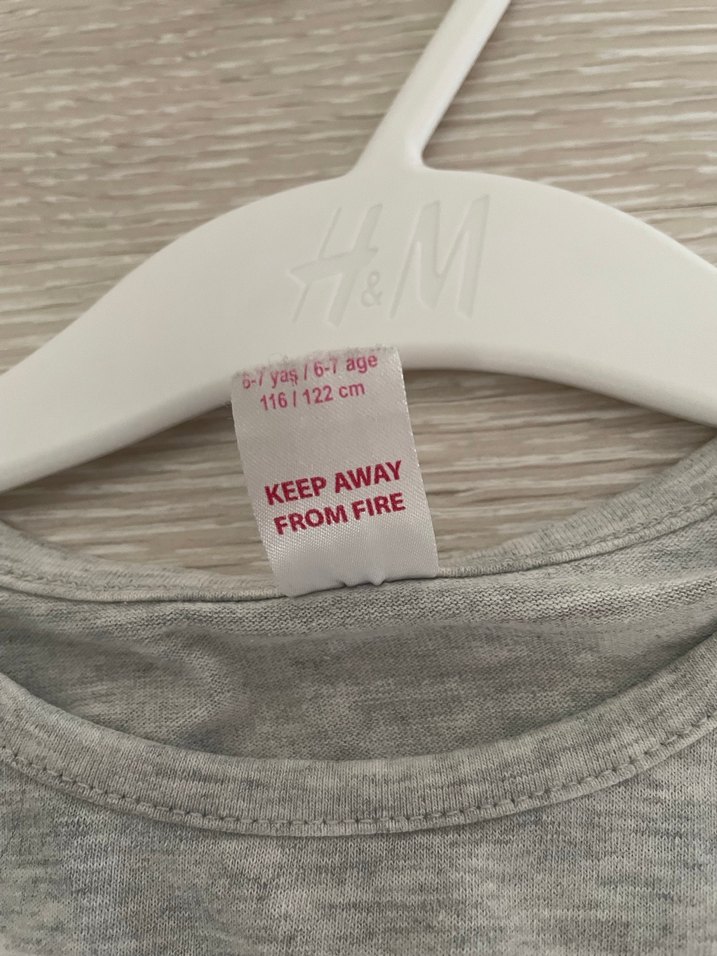 H&M
6-7 yaş / 6-7 age
116 / 122 cm
KEEP AWAY
FROM FIRE